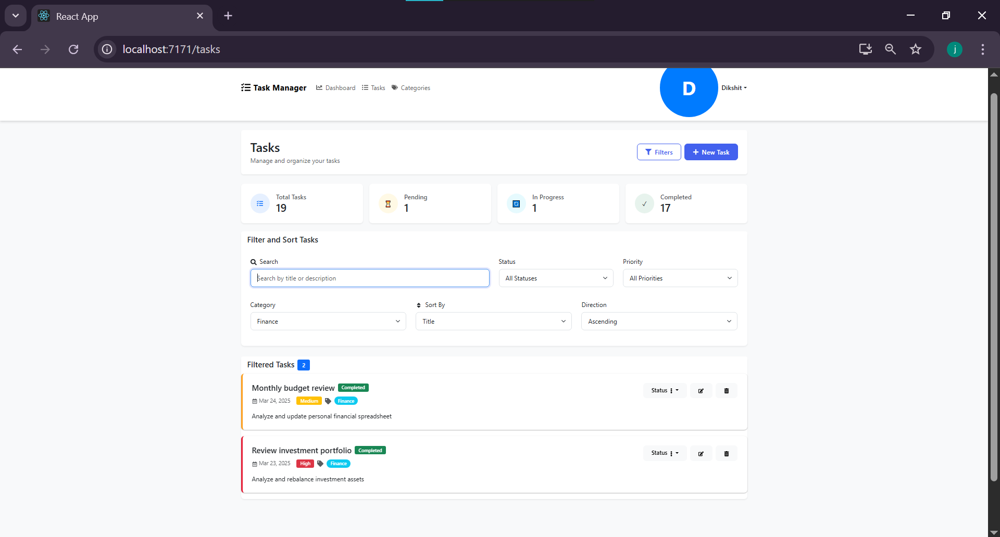 React App
localhost:7171/tasks
j
Task Manager Dashboard Tasks Categories
D Dikshit
Tasks
Manage and organize your tasks
Filters + New Task
Total Tasks
19
Pending
1
In Progress
1
Completed
17
Filter and Sort Tasks
Search Status Priority
Search by title or description All Statuses All Priorities
Category Sort By Direction
Finance Title Ascending
Filtered Tasks 2
Monthly budget review Completed
Status
Mar 24, 2025 Medium Finance
Analyze and update personal financial spreadsheet
Review investment portfolio Completed
Status
Mar 23, 2025 High Finance
Analyze and rebalance investment assets